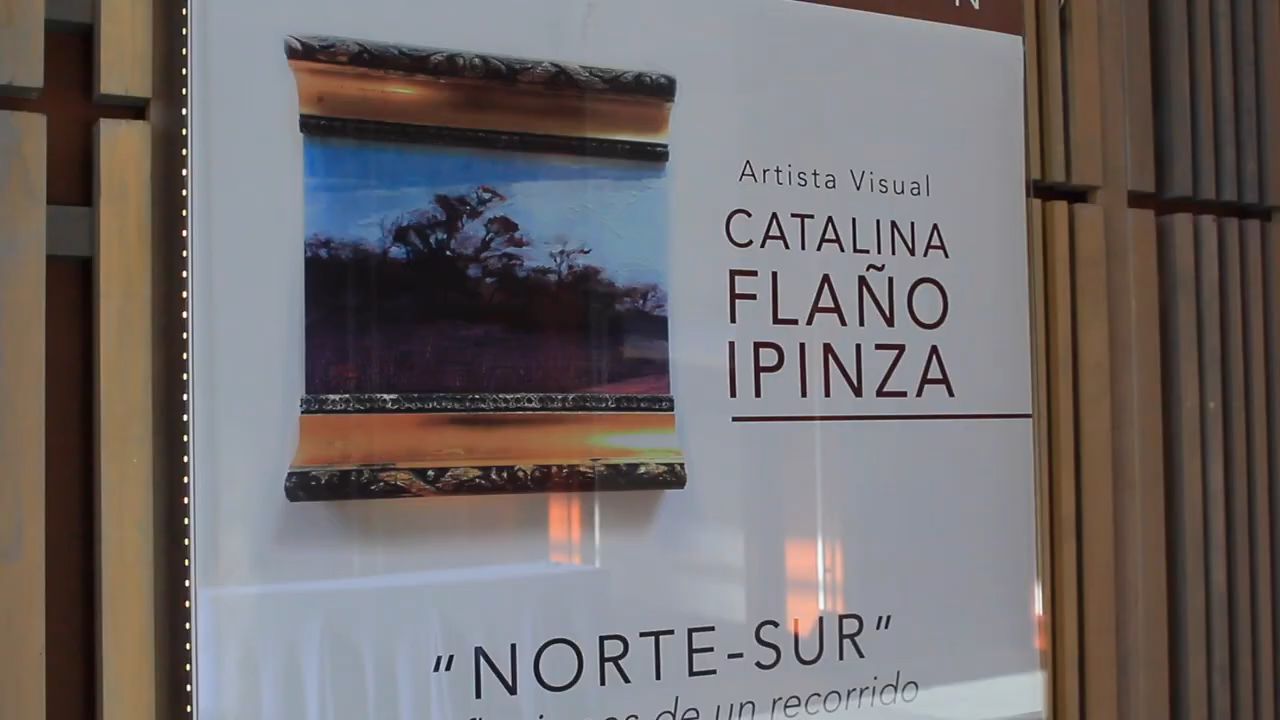 Artista Visual
CATALINA
FLAÑO
IPINZA
"NORTE-SUR"
de un recorrido